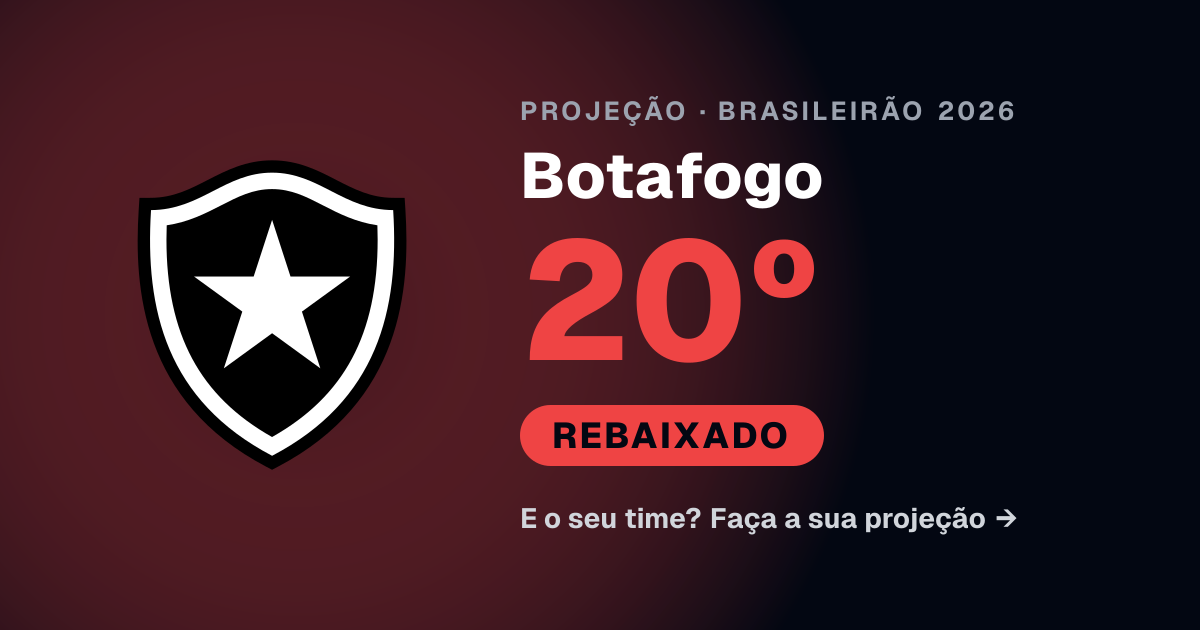 PROJEÇÃO · BRASILEIRÃO 2026
Botafogo
20º
REBAIXADO
E o seu time? Faça a sua projeção →